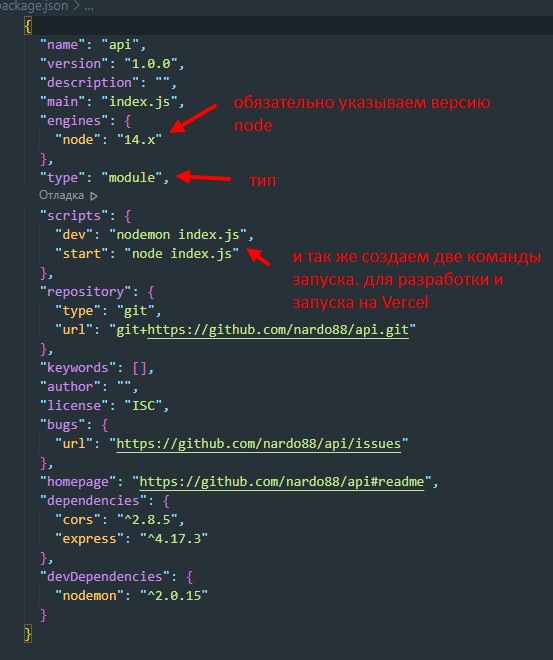 package.json > ...
{
"name": "api",
"version": "1.0.0",
"description": "",
"main": "index.js",
"engines": {
"node": "14.x"
},
"type": "module",
Отладка ▷
"scripts": {
"dev": "nodemon index.js",
"start": "node index.js"
},
"repository": {
"type": "git",
"url": "git+https://github.com/nardo88/api.git"
},
"keywords": [],
"author": "",
"license": "ISC",
"bugs": {
"url": "https://github.com/nardo88/api/issues"
},
"homepage": "https://github.com/nardo88/api#readme",
"dependencies": {
"cors": "^2.8.5",
"express": "^4.17.3"
},
"devDependencies": {
"nodemon": "^2.0.15"
}
}
обязательно указываем версию
node
тип
и так же создаем две команды
запуска. для разработки и
запуска на Vercel